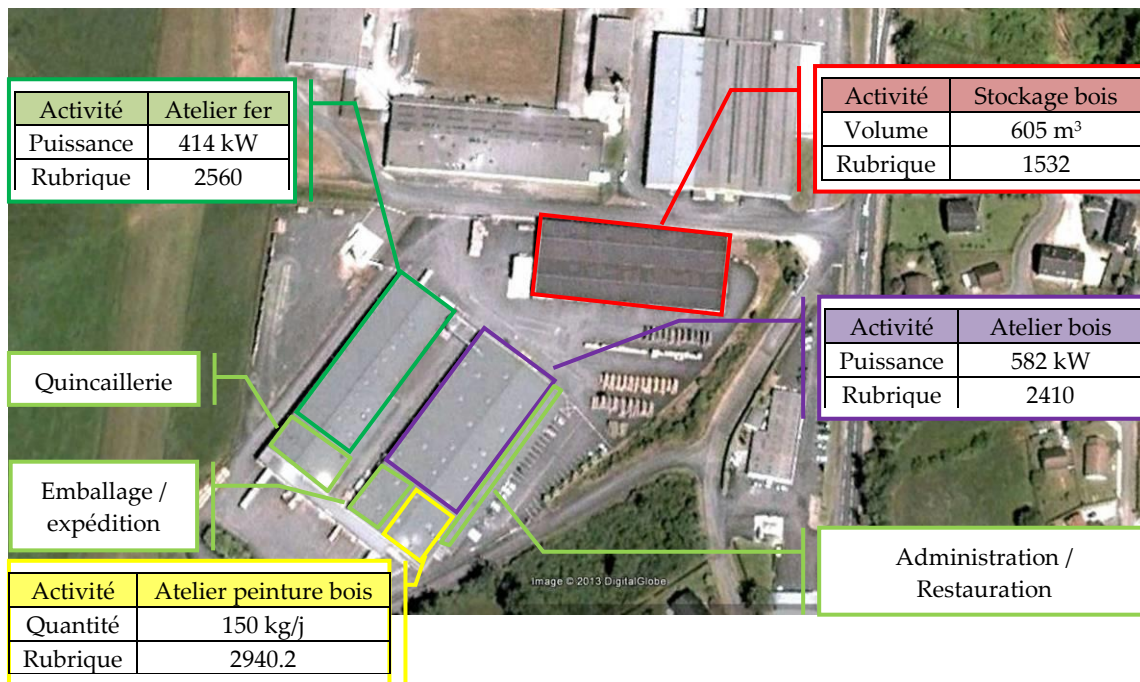 Activité Atelier fer
Puissance 414 kW
Rubrique 2560
Activité Stockage bois
Volume 605 m³
Rubrique 1532
Activité Atelier bois
Puissance 582 kW
Rubrique 2410
Quincaillerie
Emballage /
expédition
Administration /
Restauration
Image © 2013 DigitalGlobe
Activité Atelier peinture bois
Quantité 150 kg/j
Rubrique 2940.2